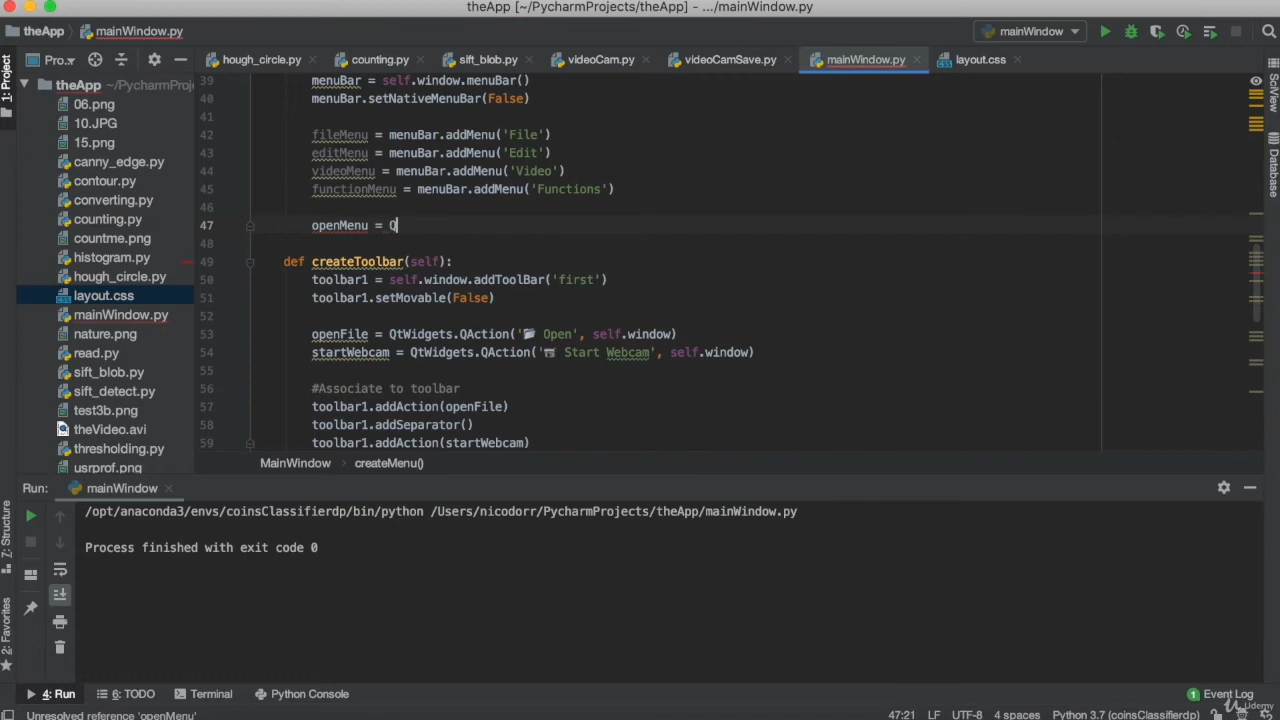 theApp [~/PycharmProjects/theApp] - .../mainWindow.py
theApp mainWindow.py mainWindow
1: Project Pro... hough_circle.py counting.py sift_blob.py videoCam.py videoCamSave.py mainWindow.py layout.css SciView Database
theApp ~/PycharmProj
06.png
10.JPG
15.png
canny_edge.py
contour.py
converting.py
counting.py
countme.png
histogram.py
hough_circle.py
layout.css
mainWindow.py
nature.png
read.py
sift_blob.py
sift_detect.py
test3b.png
theVideo.avi
thresholding.py
usrprof.png
39 menuBar = self.window.menuBar()
40 menuBar.setNativeMenuBar(False)
41
42 fileMenu = menuBar.addMenu('File')
43 editMenu = menuBar.addMenu('Edit')
44 videoMenu = menuBar.addMenu('Video')
45 functionMenu = menuBar.addMenu('Functions')
46
47 openMenu = Q
48
49 def createToolbar(self):
50 toolbar1 = self.window.addToolBar('first')
51 toolbar1.setMovable(False)
52
53 openFile = QtWidgets.QAction('📂 Open', self.window)
54 startWebcam = QtWidgets.QAction('📼 Start Webcam', self.window)
55
56 #Associate to toolbar
57 toolbar1.addAction(openFile)
58 toolbar1.addSeparator()
59 toolbar1.addAction(startWebcam)
MainWindow › createMenu()
Run: mainWindow
/opt/anaconda3/envs/coinsClassifierdp/bin/python /Users/nicodorr/PycharmProjects/theApp/mainWindow.py
Process finished with exit code 0
7: Structure
2: Favorites
4: Run 6: TODO Terminal Python Console 1 Event Log
Unresolved reference 'openMenu' 47:21 LF UTF-8 4 spaces Python 3.7 (coinsClassifierdp)
Udemy